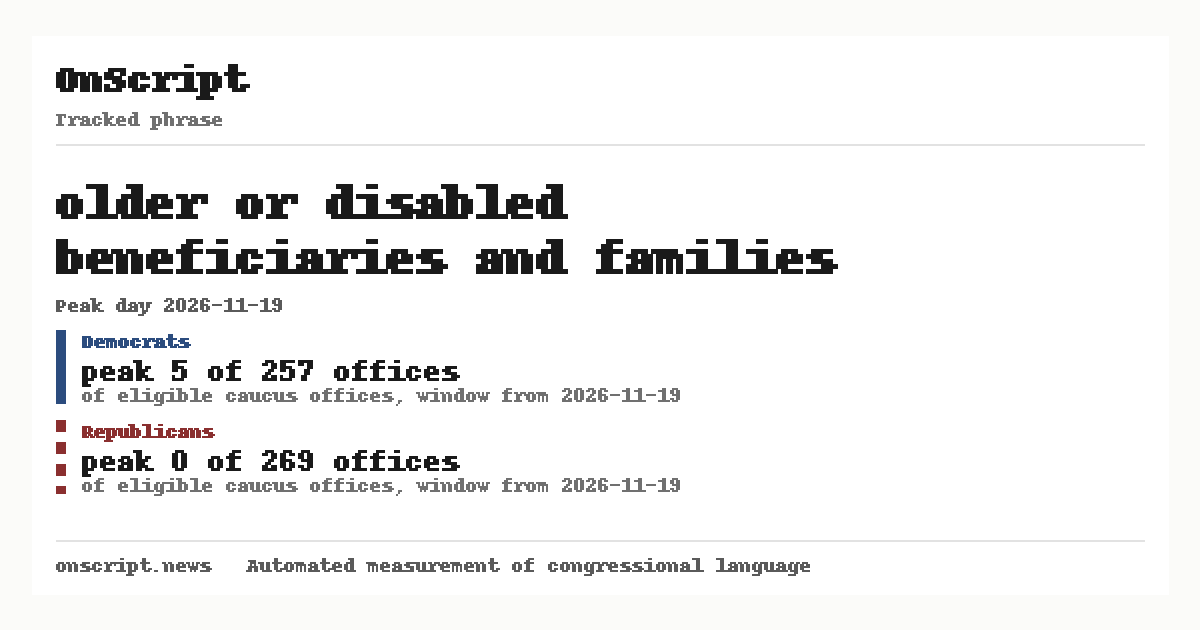 OnScript
Tracked phrase
older or disabled
beneficiaries and families
Peak day 2026-11-19
Democrats
peak 5 of 257 offices
of eligible caucus offices, window from 2026-11-19
Republicans
peak 0 of 269 offices
of eligible caucus offices, window from 2026-11-19
onscript.news Automated measurement of congressional language